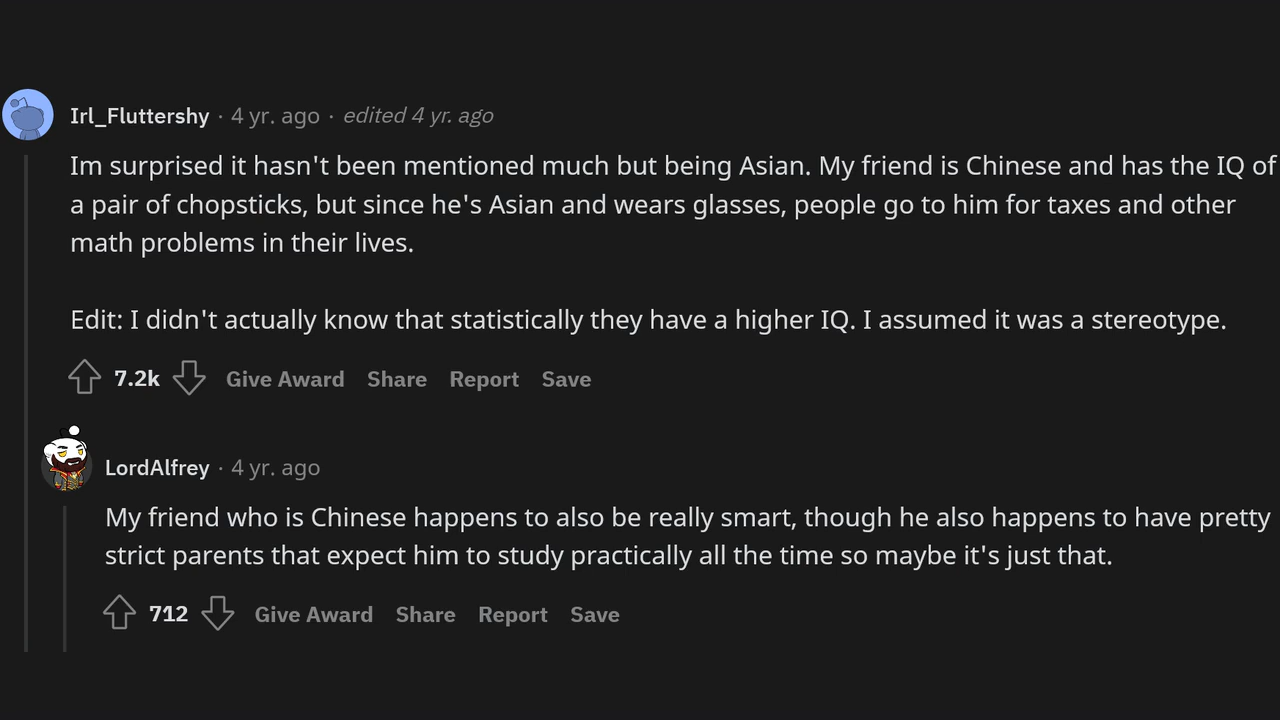 Irl_Fluttershy · 4 yr. ago · edited 4 yr. ago
Im surprised it hasn't been mentioned much but being Asian. My friend is Chinese and has the IQ of
a pair of chopsticks, but since he's Asian and wears glasses, people go to him for taxes and other
math problems in their lives.
Edit: I didn't actually know that statistically they have a higher IQ. I assumed it was a stereotype.
7.2k Give Award Share Report Save
LordAlfrey · 4 yr. ago
My friend who is Chinese happens to also be really smart, though he also happens to have pretty
strict parents that expect him to study practically all the time so maybe it's just that.
712 Give Award Share Report Save